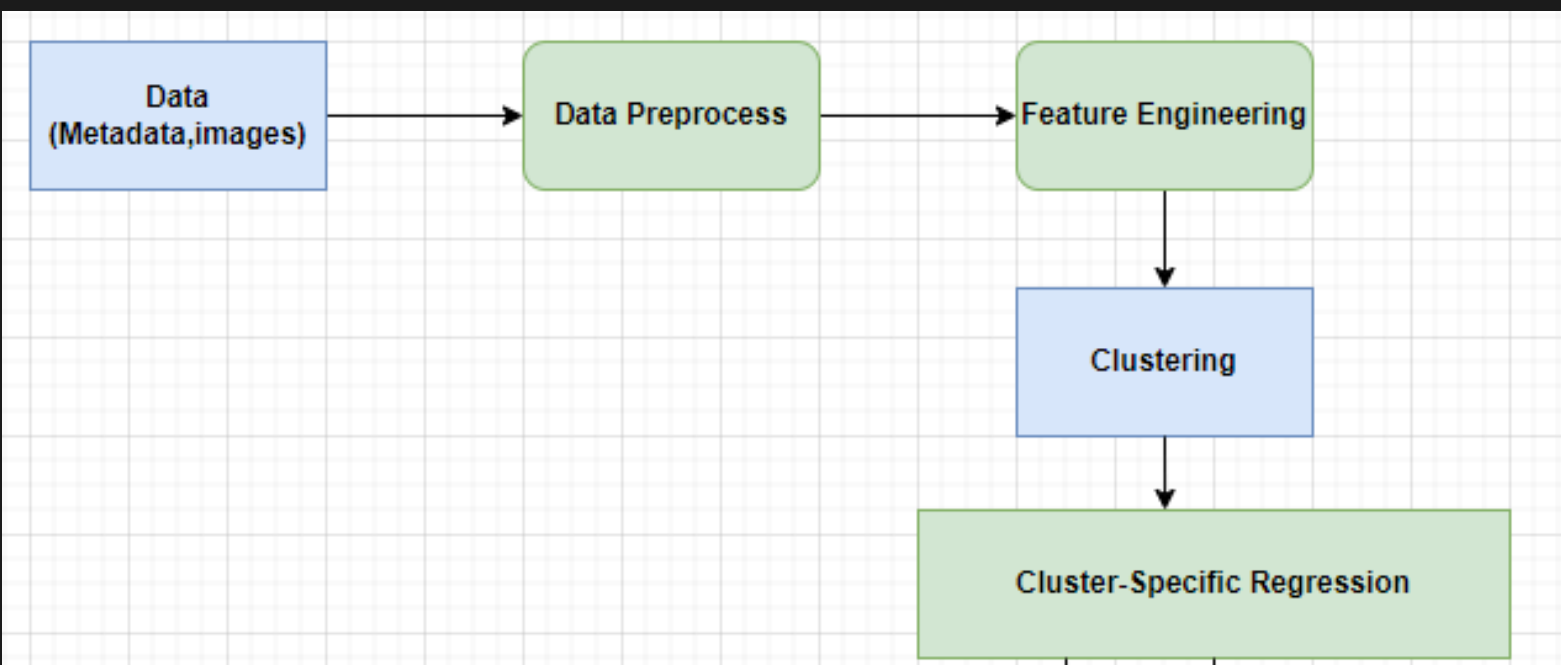 Data
(Metadata,images)
Data Preprocess
Feature Engineering
Clustering
Cluster-Specific Regression